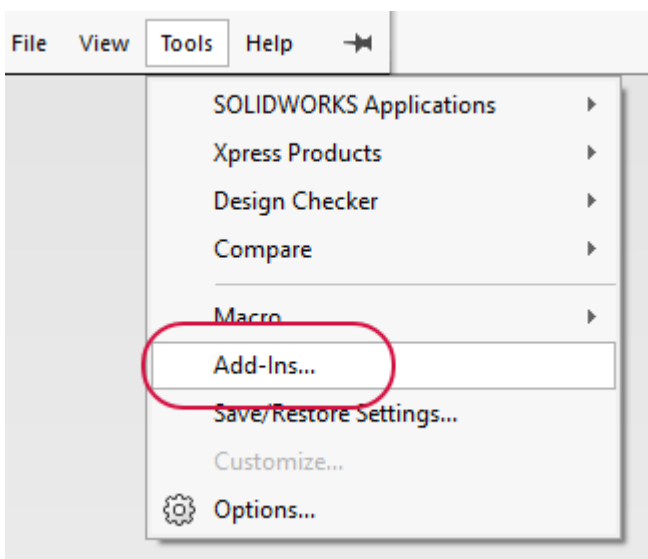 File View Tools Help
SOLIDWORKS Applications
Xpress Products
Design Checker
Compare
Macro
Add-Ins...
Save/Restore Settings...
Customize...
Options...